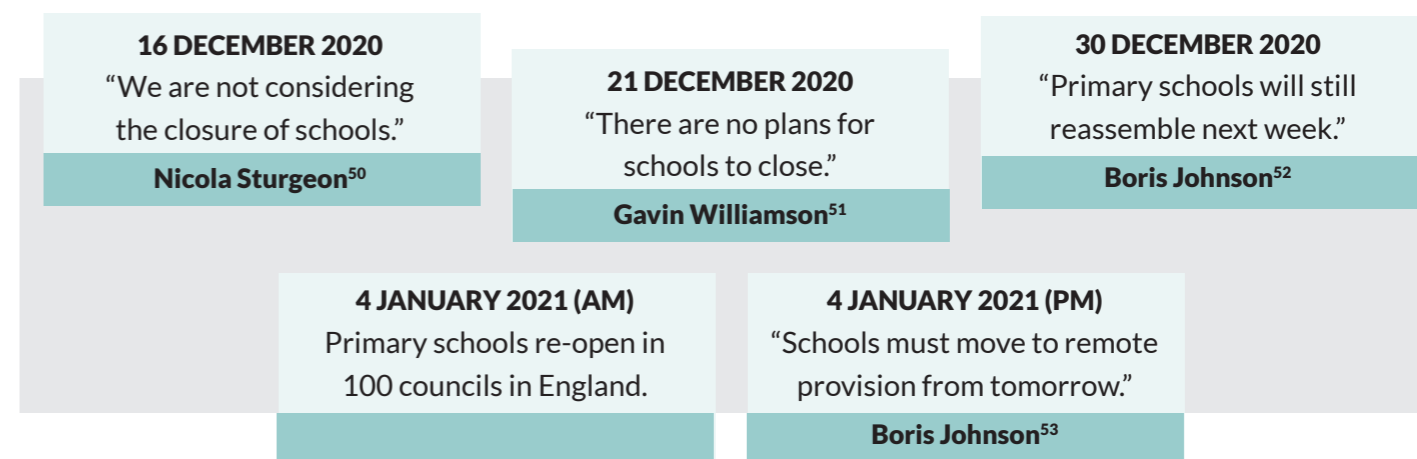 16 DECEMBER 2020
“We are not considering
the closure of schools.”
Nicola Sturgeon⁵⁰
21 DECEMBER 2020
“There are no plans for
schools to close.”
Gavin Williamson⁵¹
30 DECEMBER 2020
“Primary schools will still
reassemble next week.”
Boris Johnson⁵²
4 JANUARY 2021 (AM)
Primary schools re-open in
100 councils in England.
4 JANUARY 2021 (PM)
“Schools must move to remote
provision from tomorrow.”
Boris Johnson⁵³